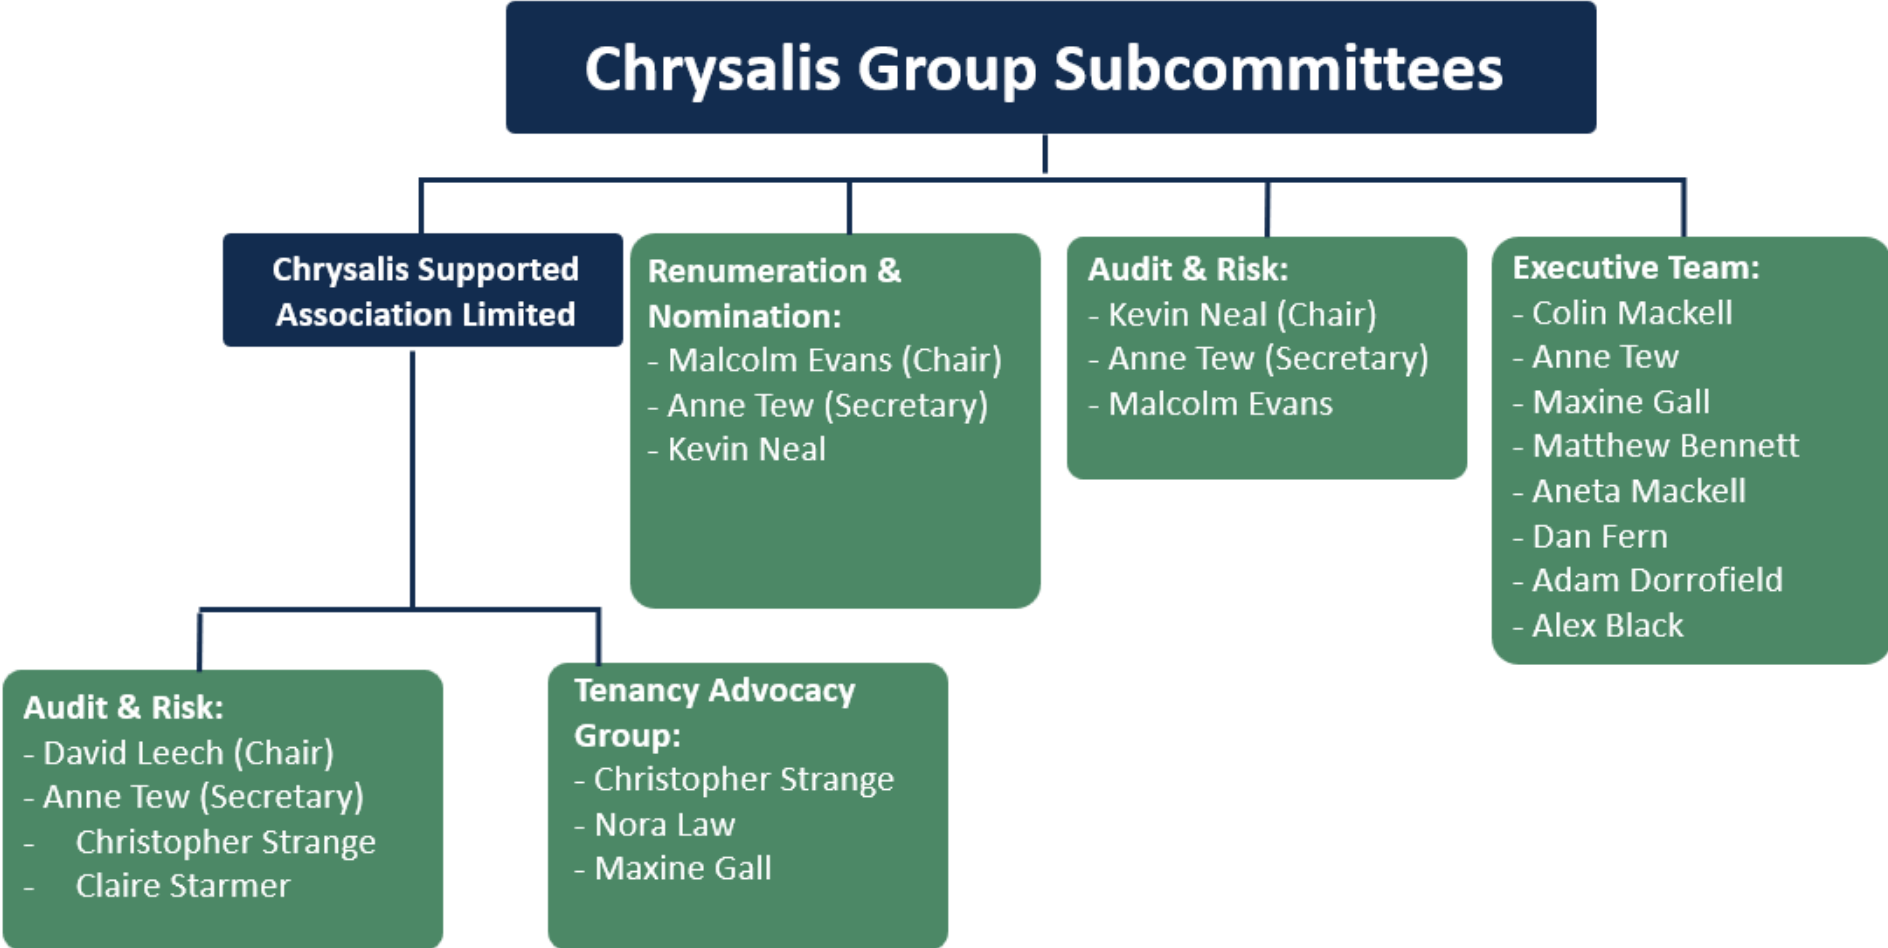 Chrysalis Group Subcommittees
Chrysalis Supported
Association Limited
Renumeration &
Nomination:
- Malcolm Evans (Chair)
- Anne Tew (Secretary)
- Kevin Neal
Audit & Risk:
- Kevin Neal (Chair)
- Anne Tew (Secretary)
- Malcolm Evans
Executive Team:
- Colin Mackell
- Anne Tew
- Maxine Gall
- Matthew Bennett
- Aneta Mackell
- Dan Fern
- Adam Dorrofield
- Alex Black
Audit & Risk:
- David Leech (Chair)
- Anne Tew (Secretary)
- Christopher Strange
- Claire Starmer
Tenancy Advocacy
Group:
- Christopher Strange
- Nora Law
- Maxine Gall